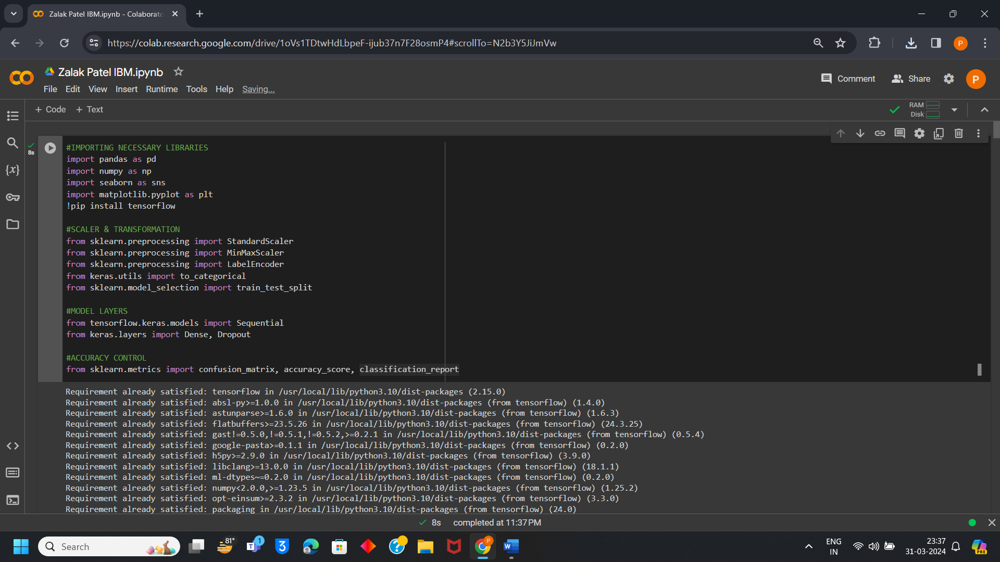 Zalak Patel IBM.ipynb - Colaborato
https://colab.research.google.com/drive/1oVs1TDtwHdLbpeF-ijub37n7F28osmP4#scrollTo=N2b3Y5JiJmVw
P
Zalak Patel IBM.ipynb
Comment
Share
P
File Edit View Insert Runtime Tools Help Saving...
+ Code + Text
RAM
Disk
{x}
8s
#IMPORTING NECESSARY LIBRARIES
import pandas as pd
import numpy as np
import seaborn as sns
import matplotlib.pyplot as plt
!pip install tensorflow
#SCALER & TRANSFORMATION
from sklearn.preprocessing import StandardScaler
from sklearn.preprocessing import MinMaxScaler
from sklearn.preprocessing import LabelEncoder
from keras.utils import to_categorical
from sklearn.model_selection import train_test_split
#MODEL LAYERS
from tensorflow.keras.models import Sequential
from keras.layers import Dense, Dropout
#ACCURACY CONTROL
from sklearn.metrics import confusion_matrix, accuracy_score, classification_report
Requirement already satisfied: tensorflow in /usr/local/lib/python3.10/dist-packages (2.15.0)
Requirement already satisfied: absl-py>=1.0.0 in /usr/local/lib/python3.10/dist-packages (from tensorflow) (1.4.0)
Requirement already satisfied: astunparse>=1.6.0 in /usr/local/lib/python3.10/dist-packages (from tensorflow) (1.6.3)
Requirement already satisfied: flatbuffers>=23.5.26 in /usr/local/lib/python3.10/dist-packages (from tensorflow) (24.3.25)
Requirement already satisfied: gast!=0.5.0,!=0.5.1,!=0.5.2,>=0.2.1 in /usr/local/lib/python3.10/dist-packages (from tensorflow) (0.5.4)
Requirement already satisfied: google-pasta>=0.1.1 in /usr/local/lib/python3.10/dist-packages (from tensorflow) (0.2.0)
Requirement already satisfied: h5py>=2.9.0 in /usr/local/lib/python3.10/dist-packages (from tensorflow) (3.9.0)
Requirement already satisfied: libclang>=13.0.0 in /usr/local/lib/python3.10/dist-packages (from tensorflow) (18.1.1)
Requirement already satisfied: ml-dtypes~=0.2.0 in /usr/local/lib/python3.10/dist-packages (from tensorflow) (0.2.0)
Requirement already satisfied: numpy<2.0.0,>=1.23.5 in /usr/local/lib/python3.10/dist-packages (from tensorflow) (1.25.2)
Requirement already satisfied: opt-einsum>=2.3.2 in /usr/local/lib/python3.10/dist-packages (from tensorflow) (3.3.0)
Requirement already satisfied: packaging in /usr/local/lib/python3.10/dist-packages (from tensorflow) (24.0)
8s completed at 11:37 PM
Search
81°
1
3
P
W
ENG
IN
23:37
31-03-2024
PRE